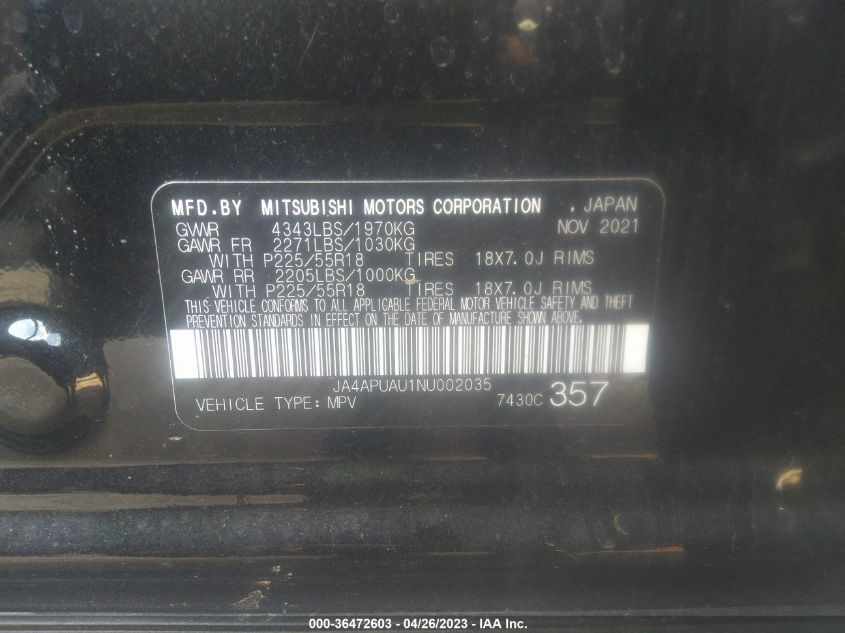 MFD.BY MITSUBISHI MOTORS CORPORATION , JAPAN
GVWR 4343LBS/1970KG NOV 2021
GAWR FR 2271LBS/1030KG
WITH P225/55R18 TIRES 18X7.0J RIMS
GAWR RR 2205LBS/1000KG
WITH P225/55R18 TIRES 18X7.0J RIMS
THIS VEHICLE CONFORMS TO ALL APPLICABLE FEDERAL MOTOR VEHICLE SAFETY AND THEFT
PREVENTION STANDARDS IN EFFECT ON THE DATE OF MANUFACTURE SHOWN ABOVE.
JA4APUAU1NU002035
VEHICLE TYPE: MPV 7430C 357
000-36472603 - 04/26/2023 - IAA Inc.